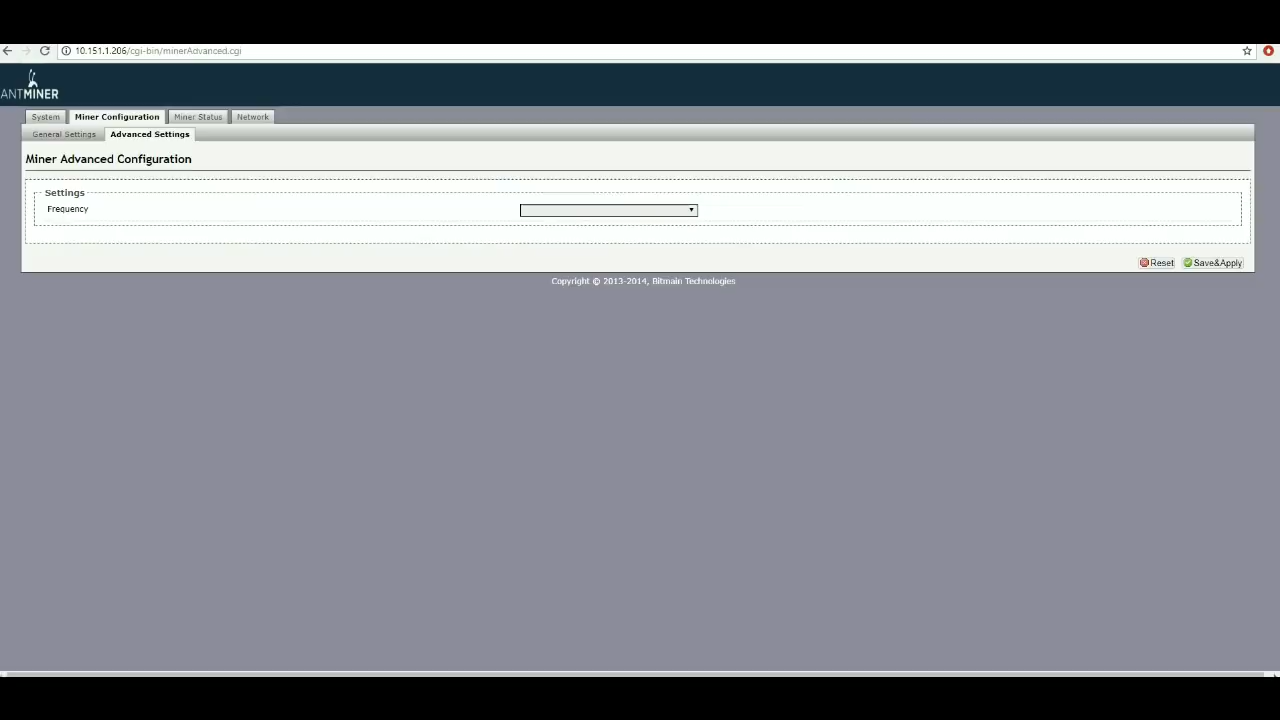 10.151.1.206/cgi-bin/minerAdvanced.cgi
ANTMINER
System Miner Configuration Miner Status Network
General Settings Advanced Settings
Miner Advanced Configuration
Settings
Frequency
Reset Save&Apply
Copyright © 2013-2014, Bitmain Technologies